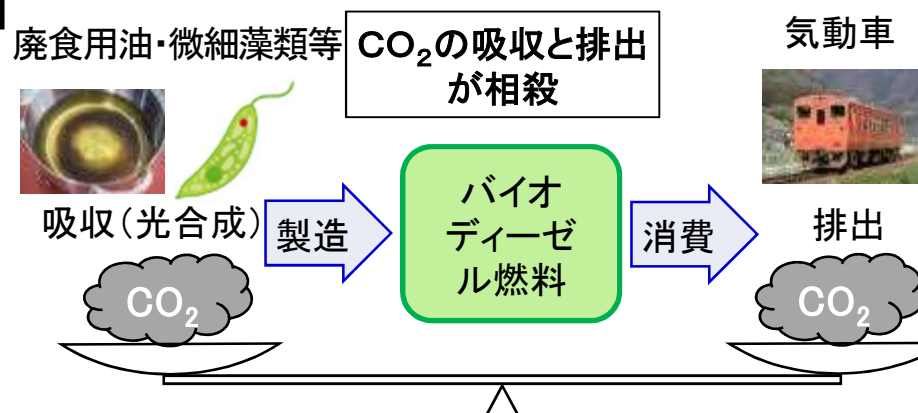 廃食用油・微細藻類等
CO₂の吸収と排出
が相殺
気動車
吸収(光合成)
製造
バイオ
ディーゼ
ル燃料
消費
排出
CO₂
CO₂